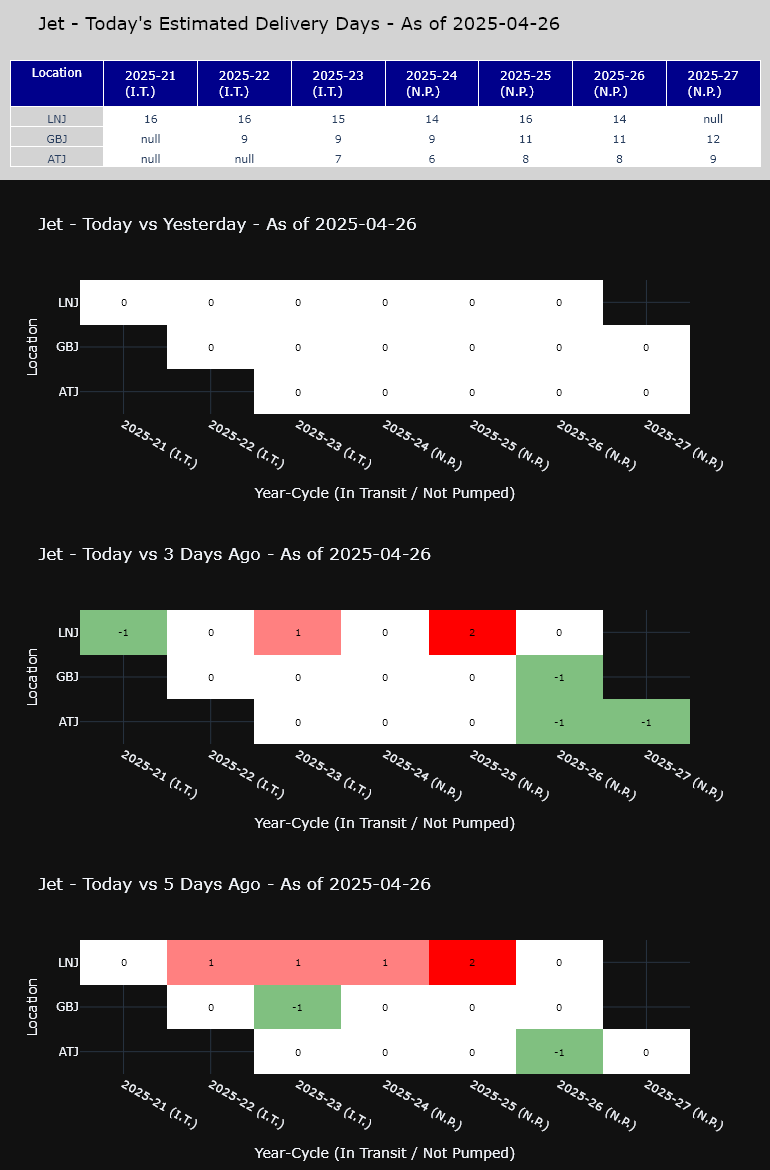 Jet - Today's Estimated Delivery Days - As of 2025-04-26
Location 2025-21 (I.T.) 2025-22 (I.T.) 2025-23 (I.T.) 2025-24 (N.P.) 2025-25 (N.P.) 2025-26 (N.P.) 2025-27 (N.P.)
LNJ 16 16 15 14 16 14 null
GBJ null 9 9 9 11 11 12
ATJ null null 7 6 8 8 9
Jet - Today vs Yesterday - As of 2025-04-26
Location
LNJ 0 0 0 0 0 0
GBJ 0 0 0 0 0 0
ATJ 0 0 0 0 0
2025-21 (I.T.) 2025-22 (I.T.) 2025-23 (I.T.) 2025-24 (N.P.) 2025-25 (N.P.) 2025-26 (N.P.) 2025-27 (N.P.)
Year-Cycle (In Transit / Not Pumped)
Jet - Today vs 3 Days Ago - As of 2025-04-26
Location
LNJ -1 0 1 0 2 0
GBJ 0 0 0 0 -1
ATJ 0 0 0 -1 -1
2025-21 (I.T.) 2025-22 (I.T.) 2025-23 (I.T.) 2025-24 (N.P.) 2025-25 (N.P.) 2025-26 (N.P.) 2025-27 (N.P.)
Year-Cycle (In Transit / Not Pumped)
Jet - Today vs 5 Days Ago - As of 2025-04-26
Location
LNJ 0 1 1 1 2 0
GBJ 0 -1 0 0 0
ATJ 0 0 0 -1 0
2025-21 (I.T.) 2025-22 (I.T.) 2025-23 (I.T.) 2025-24 (N.P.) 2025-25 (N.P.) 2025-26 (N.P.) 2025-27 (N.P.)
Year-Cycle (In Transit / Not Pumped)